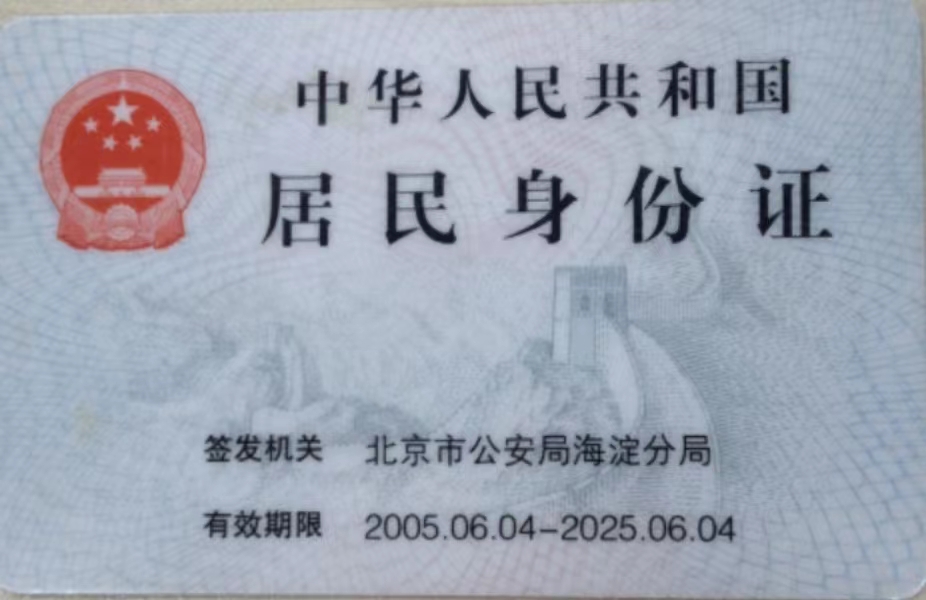 中华人民共和国
居民身份证
签发机关 北京市公安局海淀分局
有效期限 2005.06.04-2025.06.04